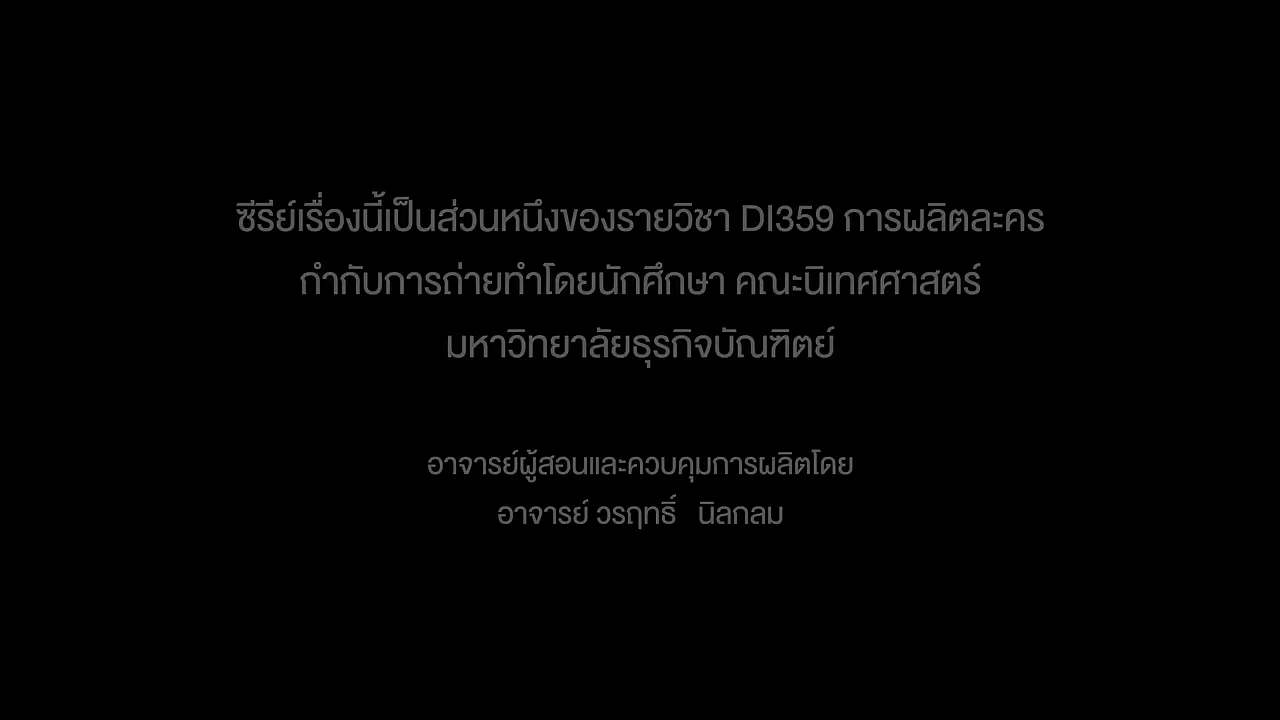 ซีรีย์เรื่องนี้เป็นส่วนหนึ่งของรายวิชา DI359 การผลิตละคร
กำกับการถ่ายทำโดยนักศึกษา คณะนิเทศศาสตร์
มหาวิทยาลัยธุรกิจบัณฑิตย์
อาจารย์ผู้สอนและควบคุมการผลิตโดย
อาจารย์ วรฤทธิ์ นิลกลม